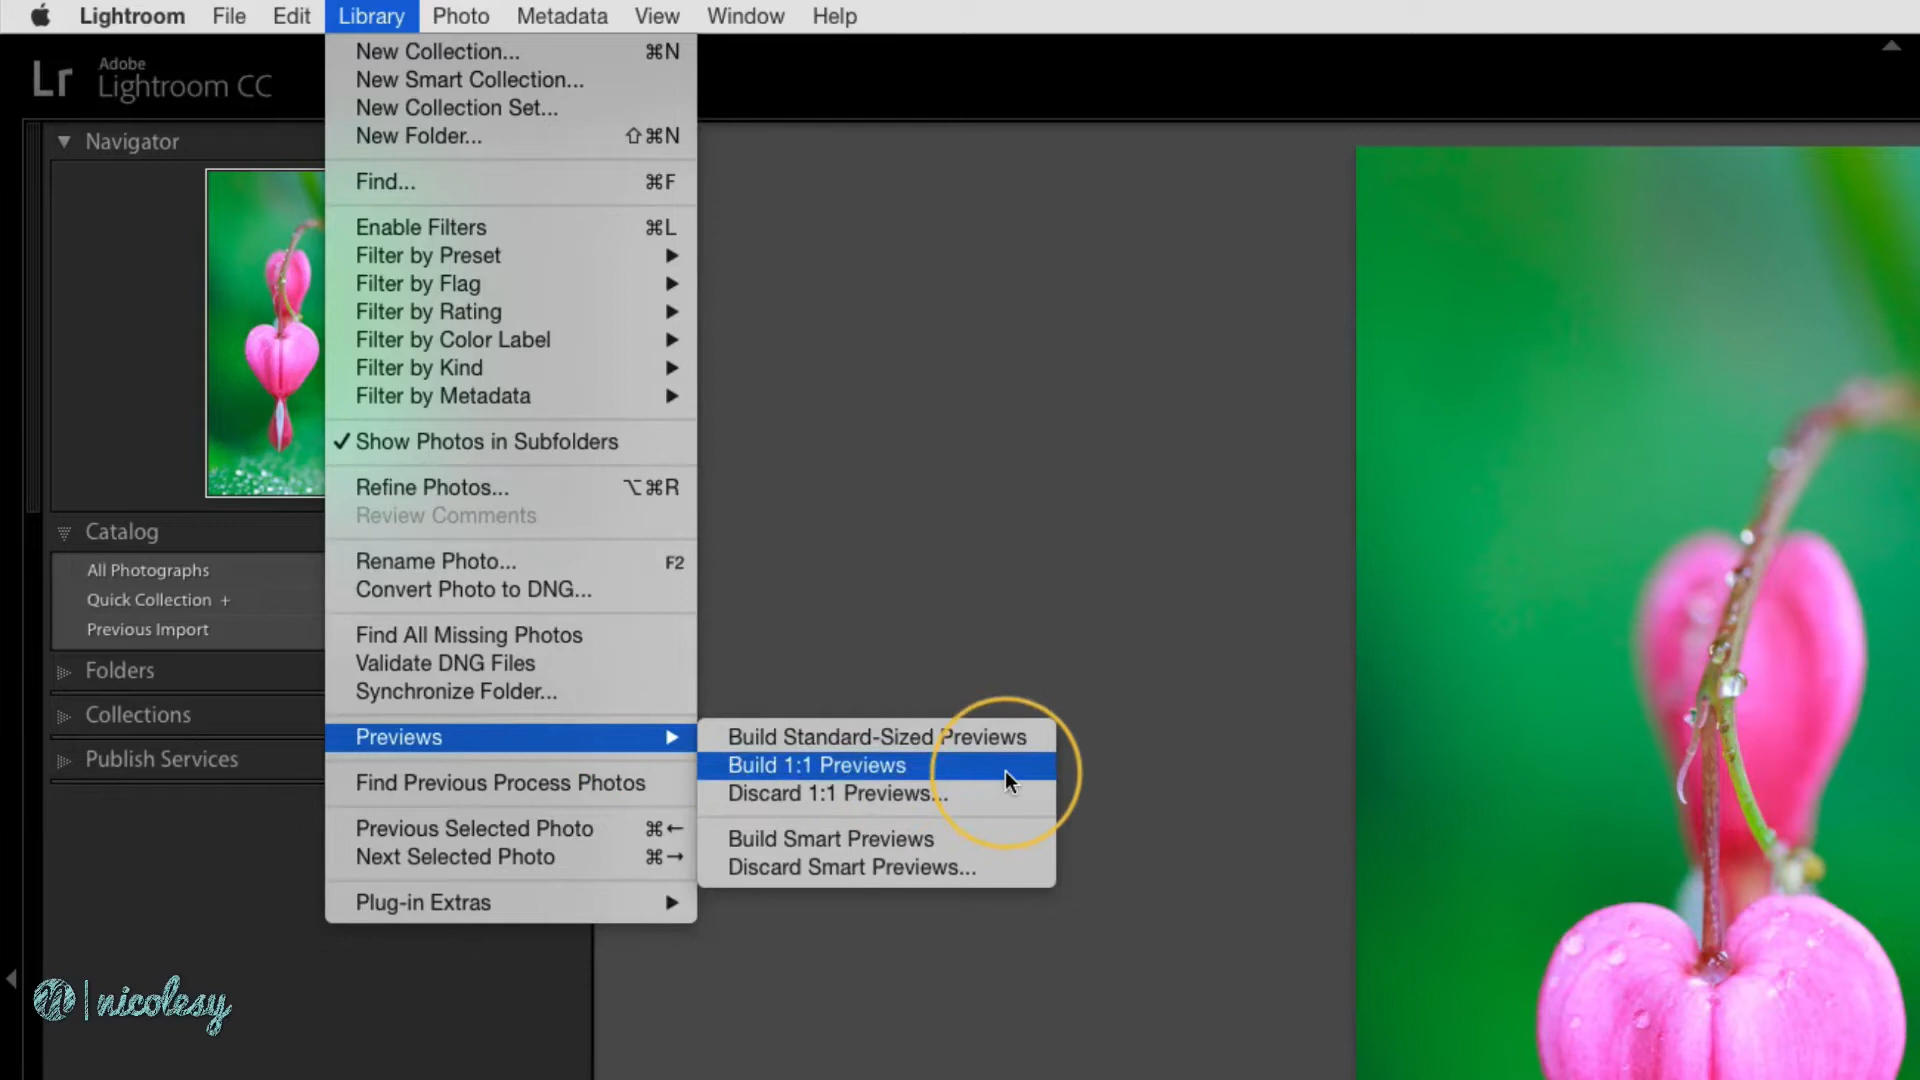 Lightroom File Edit Library Photo Metadata View Window Help
Lr Adobe Lightroom CC
Navigator
Catalog
All Photographs
Quick Collection +
Previous Import
Folders
Collections
Publish Services
New Collection... ⌘N
New Smart Collection...
New Collection Set...
New Folder... ⇧⌘N
Find... ⌘F
Enable Filters ⌘L
Filter by Preset
Filter by Flag
Filter by Rating
Filter by Color Label
Filter by Kind
Filter by Metadata
✓ Show Photos in Subfolders
Refine Photos... ⌥⌘R
Review Comments
Rename Photo... F2
Convert Photo to DNG...
Find All Missing Photos
Validate DNG Files
Synchronize Folder...
Previews
Find Previous Process Photos
Previous Selected Photo ⌘←
Next Selected Photo ⌘→
Plug-in Extras
Build Standard-Sized Previews
Build 1:1 Previews
Discard 1:1 Previews...
Build Smart Previews
Discard Smart Previews...
nicolesy